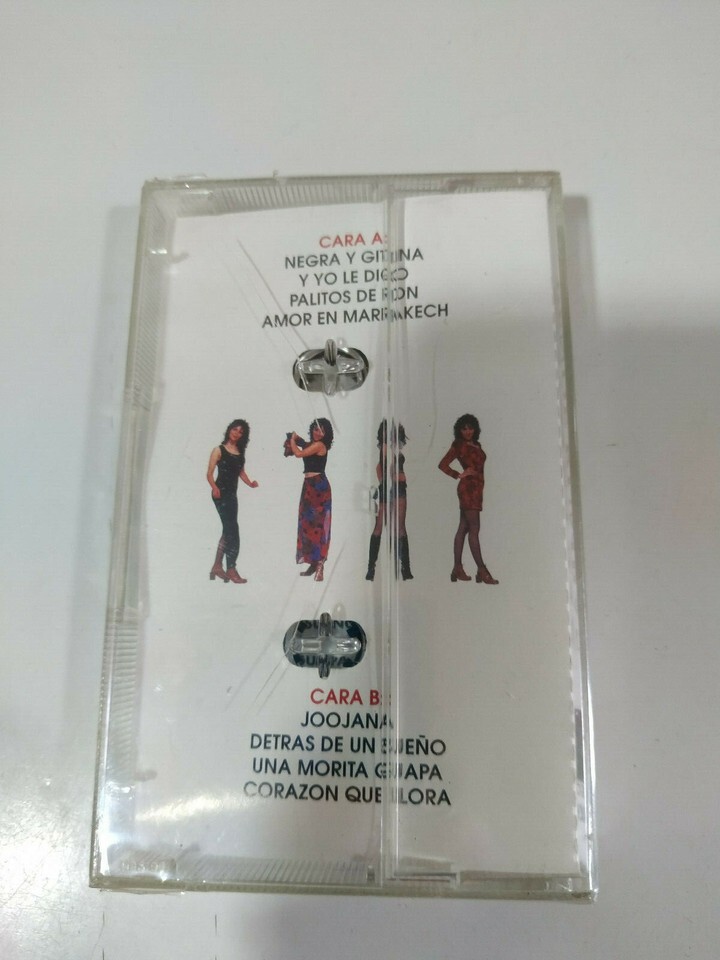 CARA A:
NEGRA Y GITANA
Y YO LE DIGO
PALITOS DE RON
AMOR EN MARRAKECH
CARA B:
JOOJANA
DETRAS DE UN SUEÑO
UNA MORITA GUAPA
CORAZON QUE LLORA